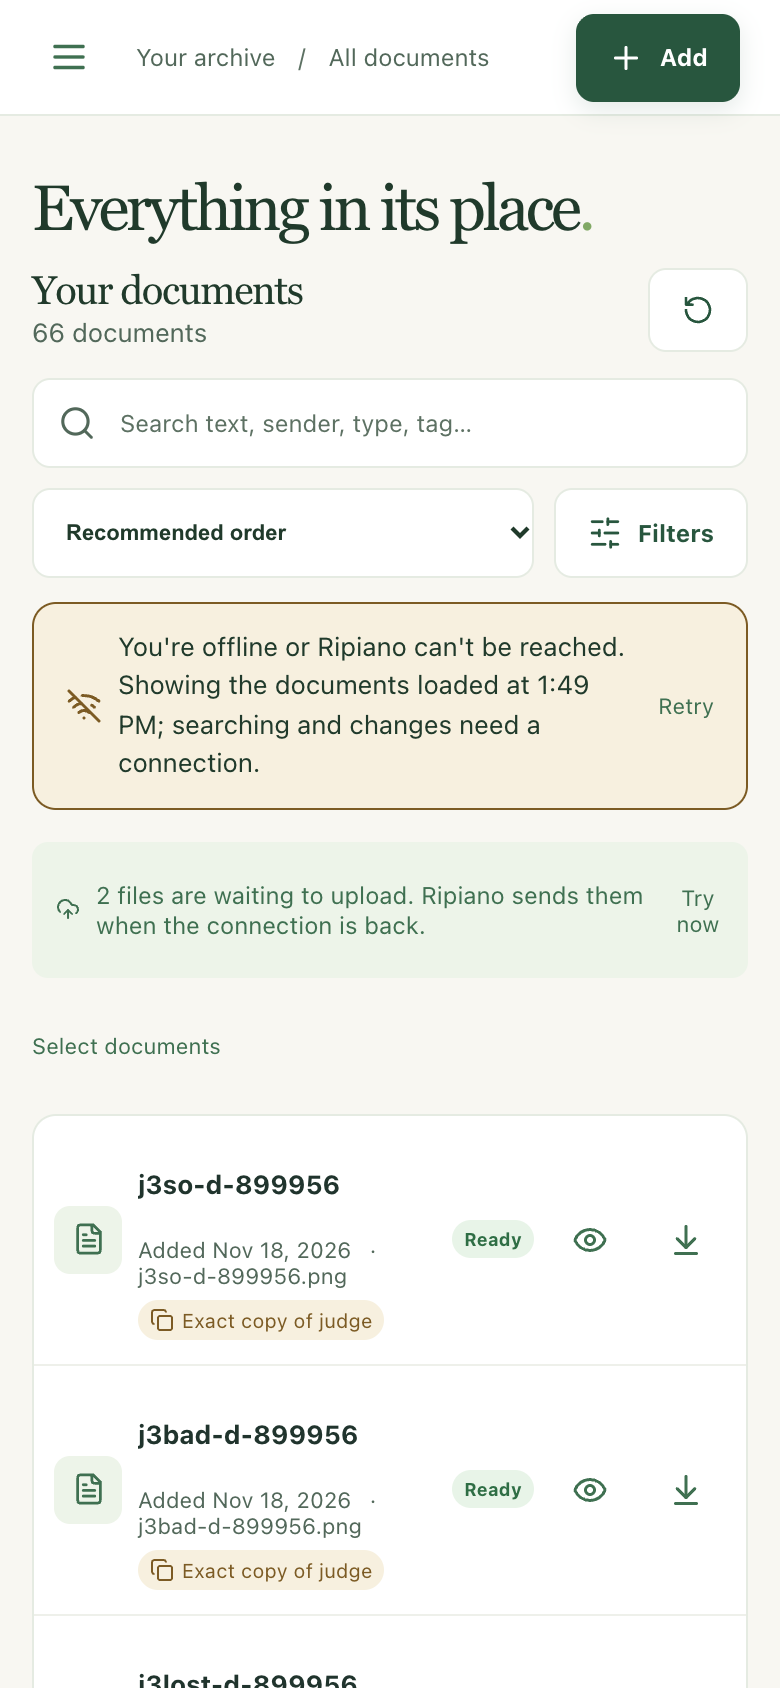 Your archive / All documents
Add
Everything in its place.
Your documents
66 documents
Search text, sender, type, tag...
Recommended order
Filters
You're offline or Ripiano can't be reached.
Showing the documents loaded at 1:49
PM; searching and changes need a
connection.
Retry
2 files are waiting to upload. Ripiano sends them
when the connection is back.
Try
now
Select documents
j3so-d-899956
Added Nov 18, 2026 ·
j3so-d-899956.png
Exact copy of judge
Ready
j3bad-d-899956
Added Nov 18, 2026 ·
j3bad-d-899956.png
Exact copy of judge
Ready
j3lost-d-899956